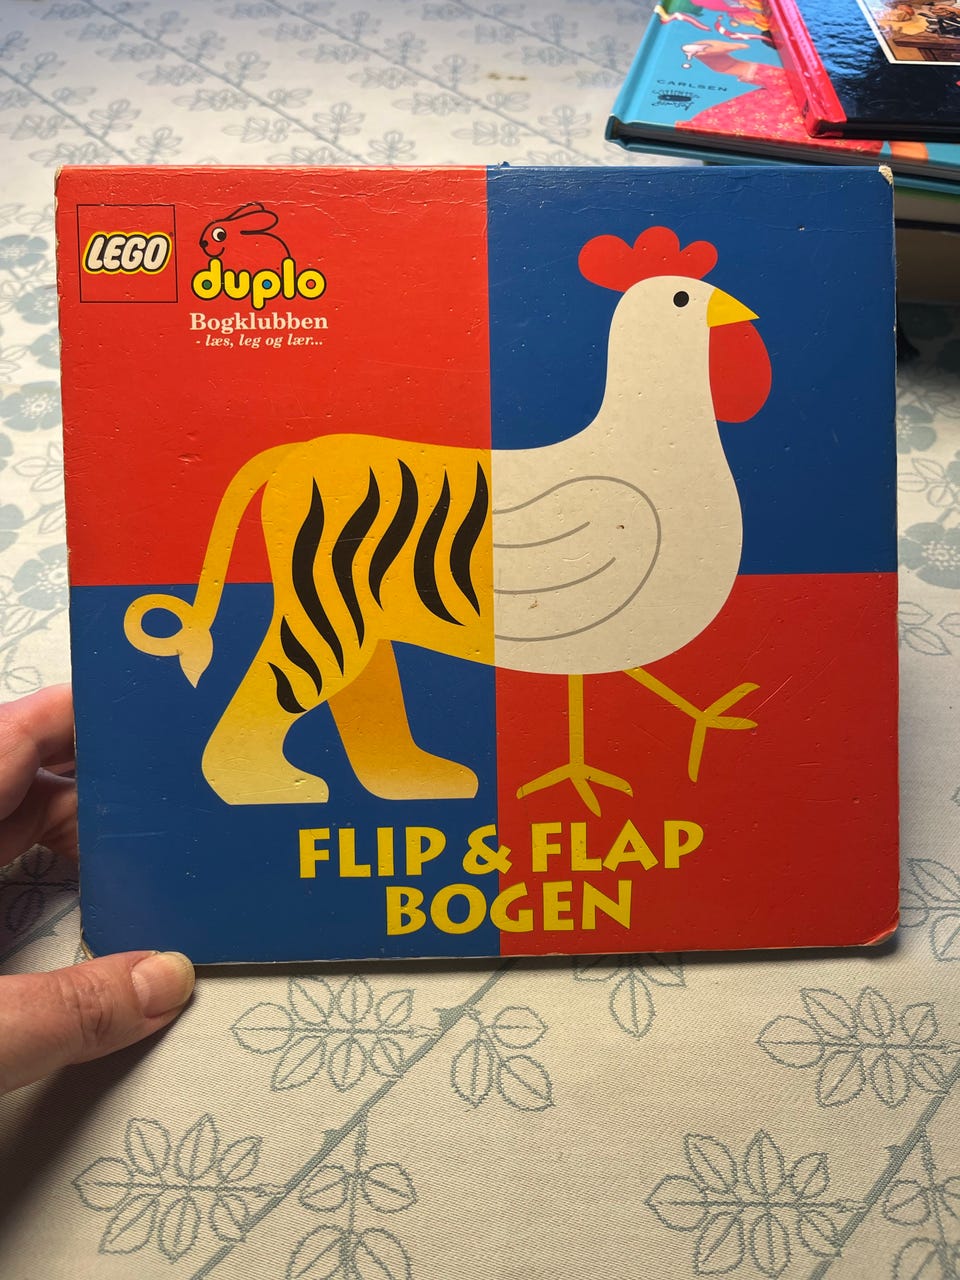 CARLSEN
LEGO
duplo
Bogklubben
- læs, leg og lær...
FLIP & FLAP
BOGEN